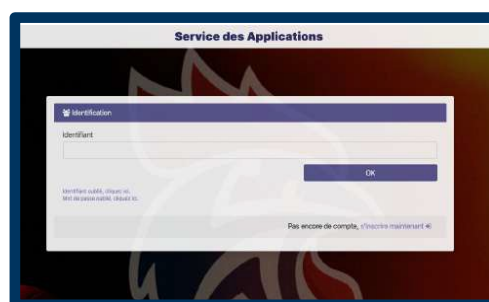 Service des Applications
Identification
Identifiant
OK
Identifiant oublié, cliquez ici.
Mot de passe oublié, cliquez ici.
Pas encore de compte, s'inscrire maintenant